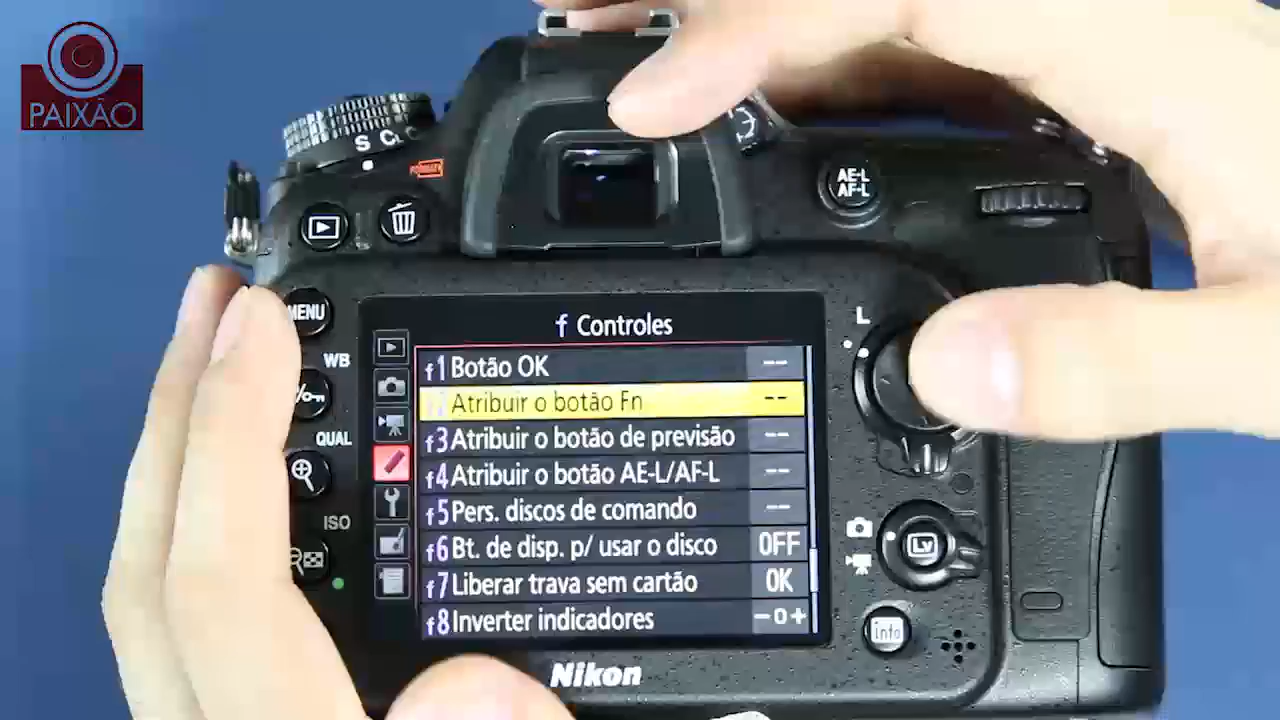 PAIXÃO
S C
AE-L
AF-L
MENU
WB
QUAL
ISO
L
f Controles
f1 Botão OK --
Atribuir o botão Fn --
f3 Atribuir o botão de previsão --
f4 Atribuir o botão AE-L/AF-L --
f5 Pers. discos de comando --
f6 Bt. de disp. p/ usar o disco OFF
f7 Liberar trava sem cartão OK
f8 Inverter indicadores -o+
Lv
info
Nikon